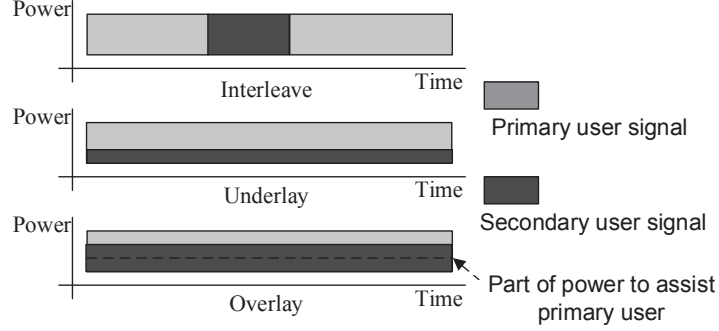 Power
Time
Interleave
Power
Time
Underlay
Power
Time
Overlay
Primary user signal
Secondary user signal
Part of power to assist
primary user